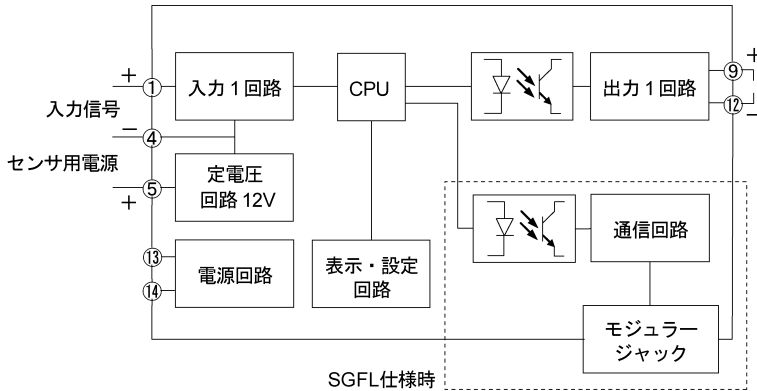 +
①
入力信号
−
④
センサ用電源
⑤
+
入力1回路
定電圧
回路 12V
⑬
⑭
電源回路
CPU
表示・設定
回路
出力1回路
⑨
+
⑫
−
通信回路
モジュラー
ジャック
SGFL仕様時